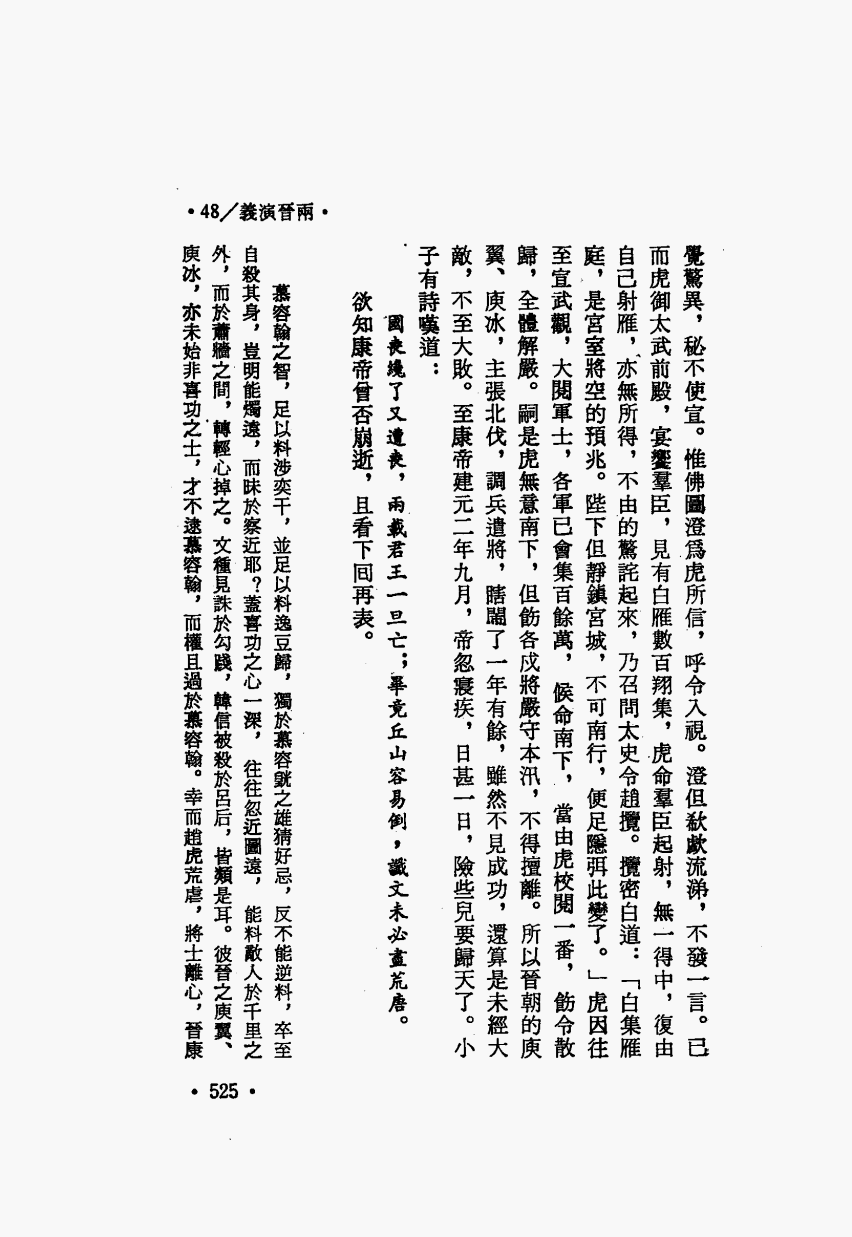 •48／義演晉兩•
覺驚異，秘不使宣。惟佛圖澄爲虎所信，呼令入視。澄但欷歔流涕，不發一言。已
而虎御太武前殿，宴饗羣臣，見有白雁數百翔集，虎命羣臣起射，無一得中，復由
自己射雁，亦無所得，不由的驚詫起來，乃召問太史令趙攬。攬密白道：「白集雁
庭，是宮室將空的預兆。陛下但靜鎮宮城，不可南行，便足隱弭此變了。」虎因往
至宣武觀，大閱軍士，各軍已會集百餘萬，候命南下，當由虎校閱一番，飭令散
歸，全體解嚴。嗣是虎無意南下，但飭各戍將嚴守本汛，不得擅離。所以晉朝的庾
翼、庾冰，主張北伐，調兵遣將，瞎鬧了一年有餘，雖然不見成功，還算是未經大
敵，不至大敗。至康帝建元二年九月，帝忽寢疾，日甚一日，險些兒要歸天了。小
子有詩嘆道：
國喪纔了又遭喪，兩載君王一旦亡；畢竟丘山容易倒，讖文未必盡荒唐。
欲知康帝曾否崩逝，且看下囘再表。
慕容翰之智，足以料涉奕干，並足以料逸豆歸，獨於慕容皝之雄猜好忌，反不能逆料，卒至
自殺其身，豈明能燭遠，而昧於察近耶？蓋喜功之心一深，往往忽近圖遠，能料敵人於千里之
外，而於蕭牆之間，轉輕心掉之。文種見誅於勾踐，韓信被殺於呂后，皆類是耳。彼晉之庾翼、
庾冰，亦未始非喜功之士，才不逮慕容翰，而權且過於慕容翰。幸而趙虎荒虐，將士離心，晉康
•525•